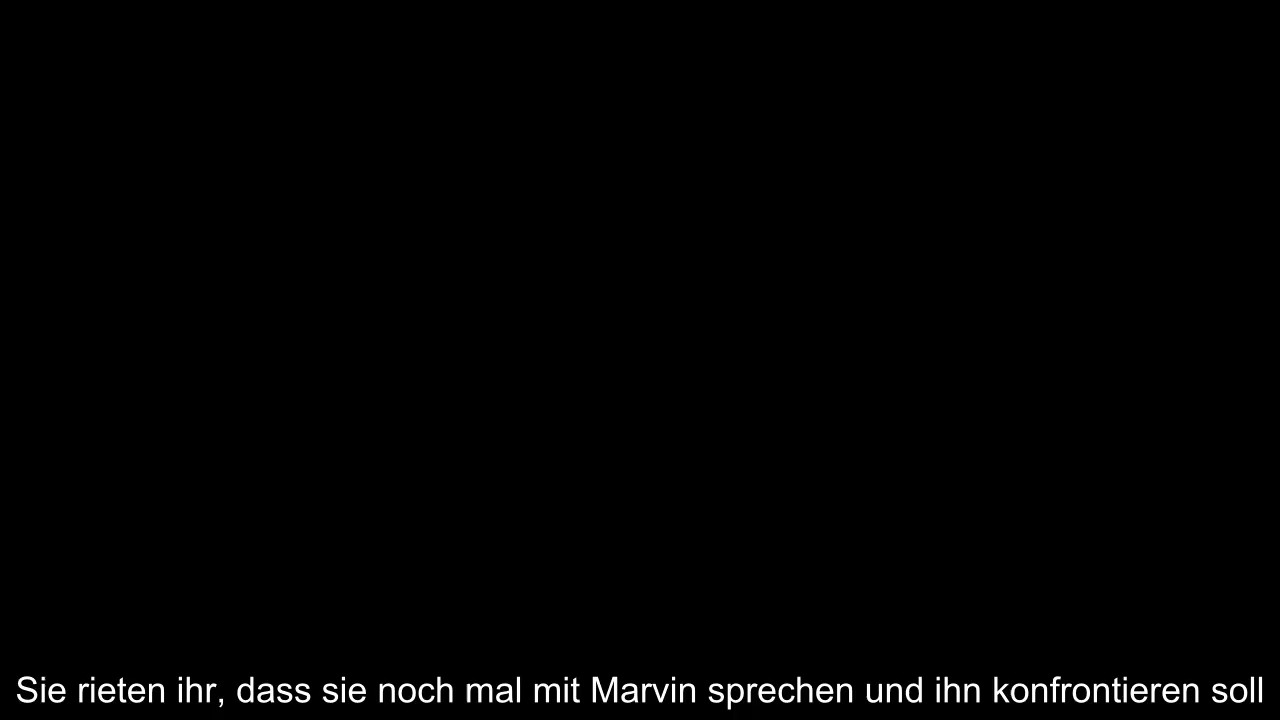 Sie rieten ihr, dass sie noch mal mit Marvin sprechen und ihn konfrontieren soll